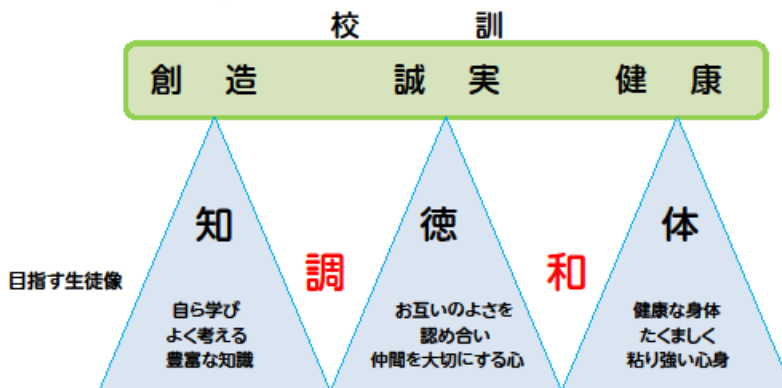 校 訓
創 造 誠 実 健 康
知 徳 体
調 和
目指す生徒像
自ら学び
よく考える
豊富な知識
お互いのよさを
認め合い
仲間を大切にする心
健康な身体
たくましく
粘り強い心身